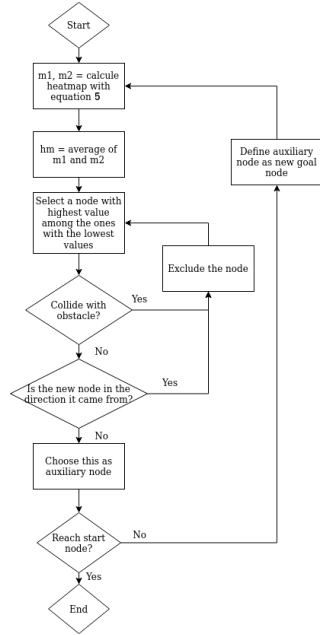 Start
m1, m2 = calcule
heatmap with
equation 5
hm = average of
m1 and m2
Define auxiliary
node as new goal
node
Select a node with
highest value
among the ones
with the lowest
values
Exclude the node
Collide with
obstacle?
Yes
No
Is the new node in the
direction it came from?
Yes
No
Choose this as
auxiliary node
Reach start
node?
No
Yes
End